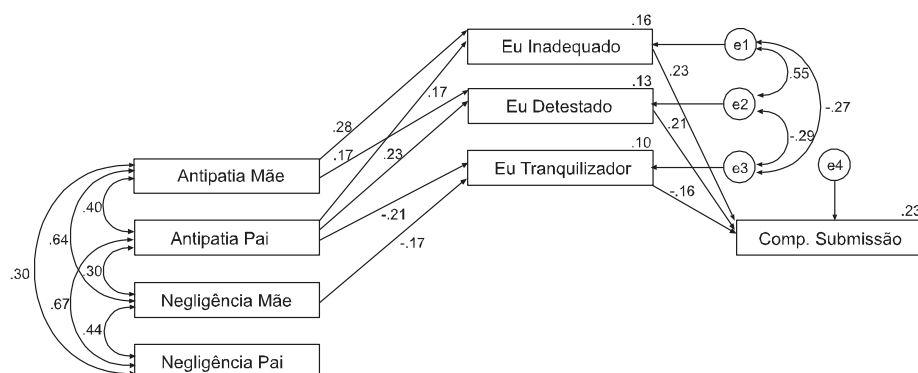 .16
Eu Inadequado
e1
.23
.55
.13
.17
Eu Detestado
e2
-.27
.28
.21
.17
.23
-.29
.10
Eu Tranquilizador
e3
e4
Antipatia Mãe
-.16
.40
-.21
.23
Antipatia Pai
-.17
Comp. Submissão
.64
.30
.30
Negligência Mãe
.67
.44
Negligência Pai